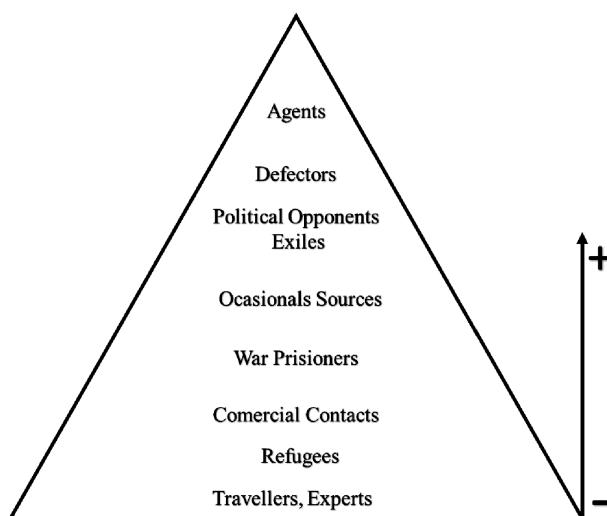 Agents
Defectors
Political Opponents
Exiles
+
Ocasionals Sources
War Prisioners
Comercial Contacts
Refugees
Travellers, Experts
-